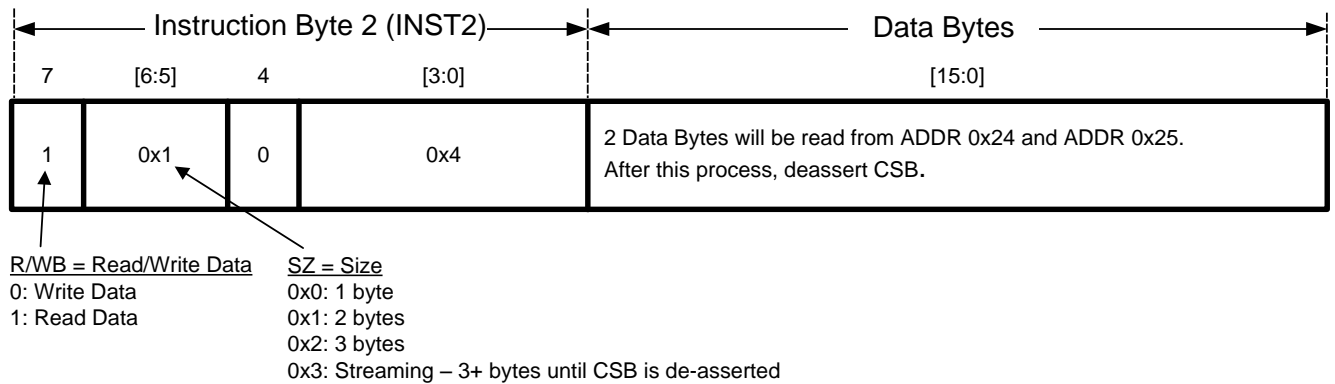 Instruction Byte 2 (INST2) Data Bytes
7 [6:5] 4 [3:0] [15:0]
1 0x1 0 0x4 2 Data Bytes will be read from ADDR 0x24 and ADDR 0x25.
After this process, deassert CSB.
R/WB = Read/Write Data
0: Write Data
1: Read Data
SZ = Size
0x0: 1 byte
0x1: 2 bytes
0x2: 3 bytes
0x3: Streaming – 3+ bytes until CSB is de-asserted